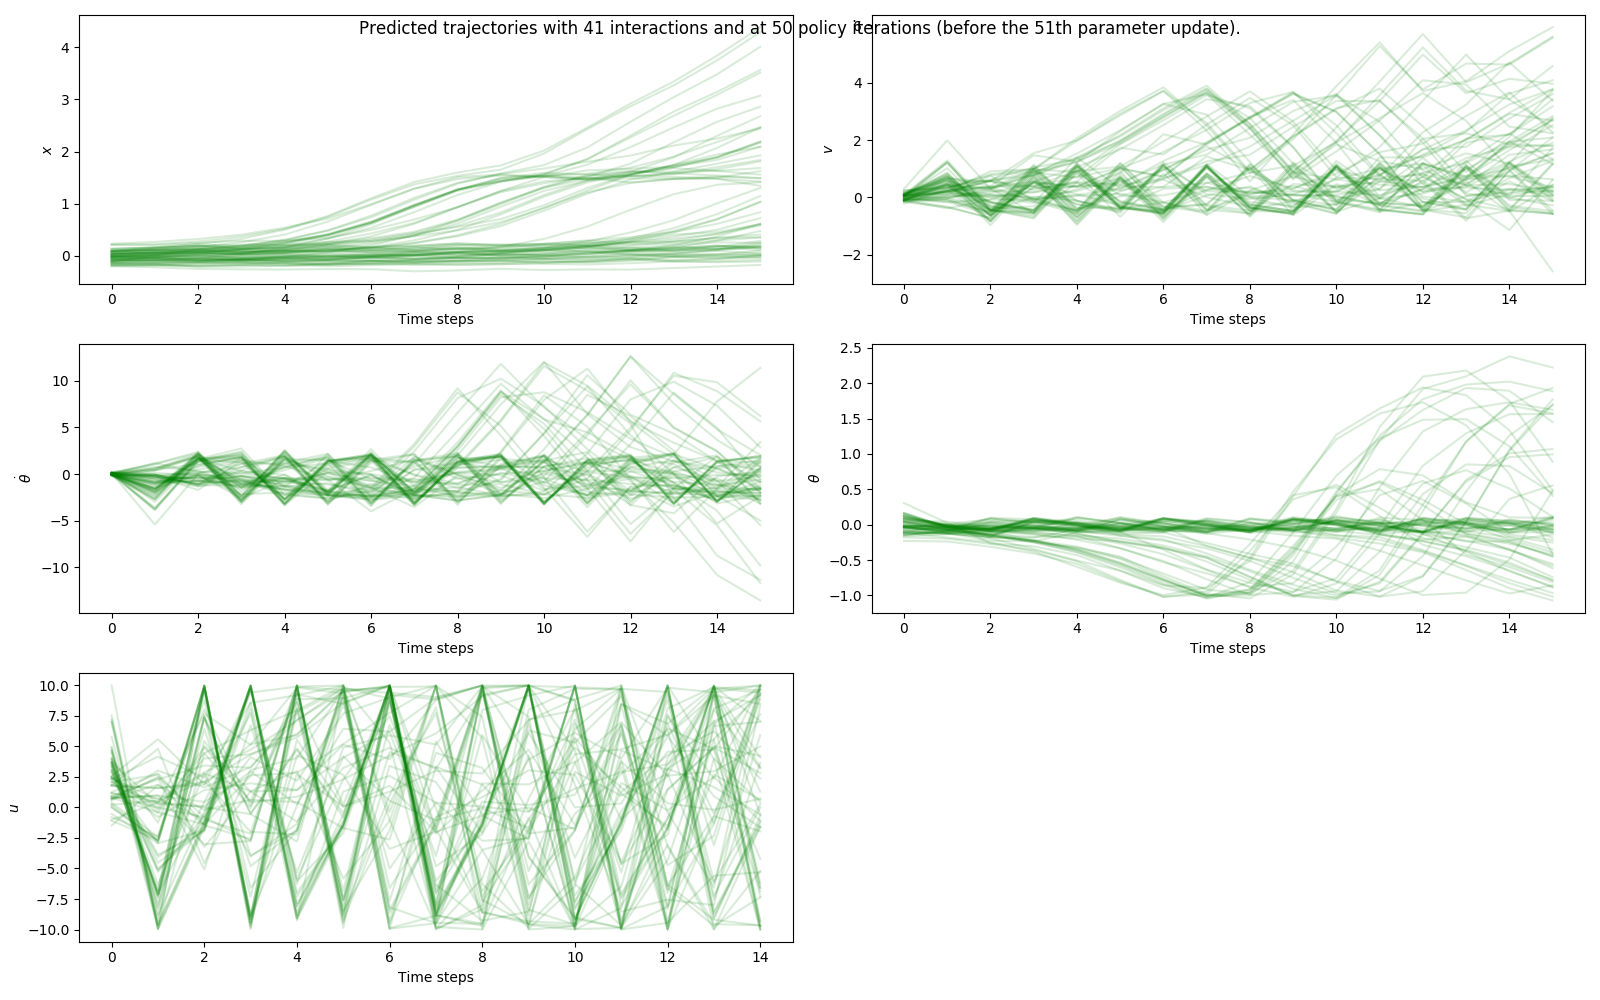 Predicted trajectories with 41 interactions and at 50 policy iterations (before the 51th parameter update).
4
3
2
1
0
x
0 2 4 6 8 10 12 14
Time steps
6
4
2
0
−2
v
0 2 4 6 8 10 12 14
Time steps
10
5
0
−5
−10
θ̇
0 2 4 6 8 10 12 14
Time steps
2.5
2.0
1.5
1.0
0.5
0.0
−0.5
−1.0
θ
0 2 4 6 8 10 12 14
Time steps
10.0
7.5
5.0
2.5
0.0
−2.5
−5.0
−7.5
−10.0
u
0 2 4 6 8 10 12 14
Time steps